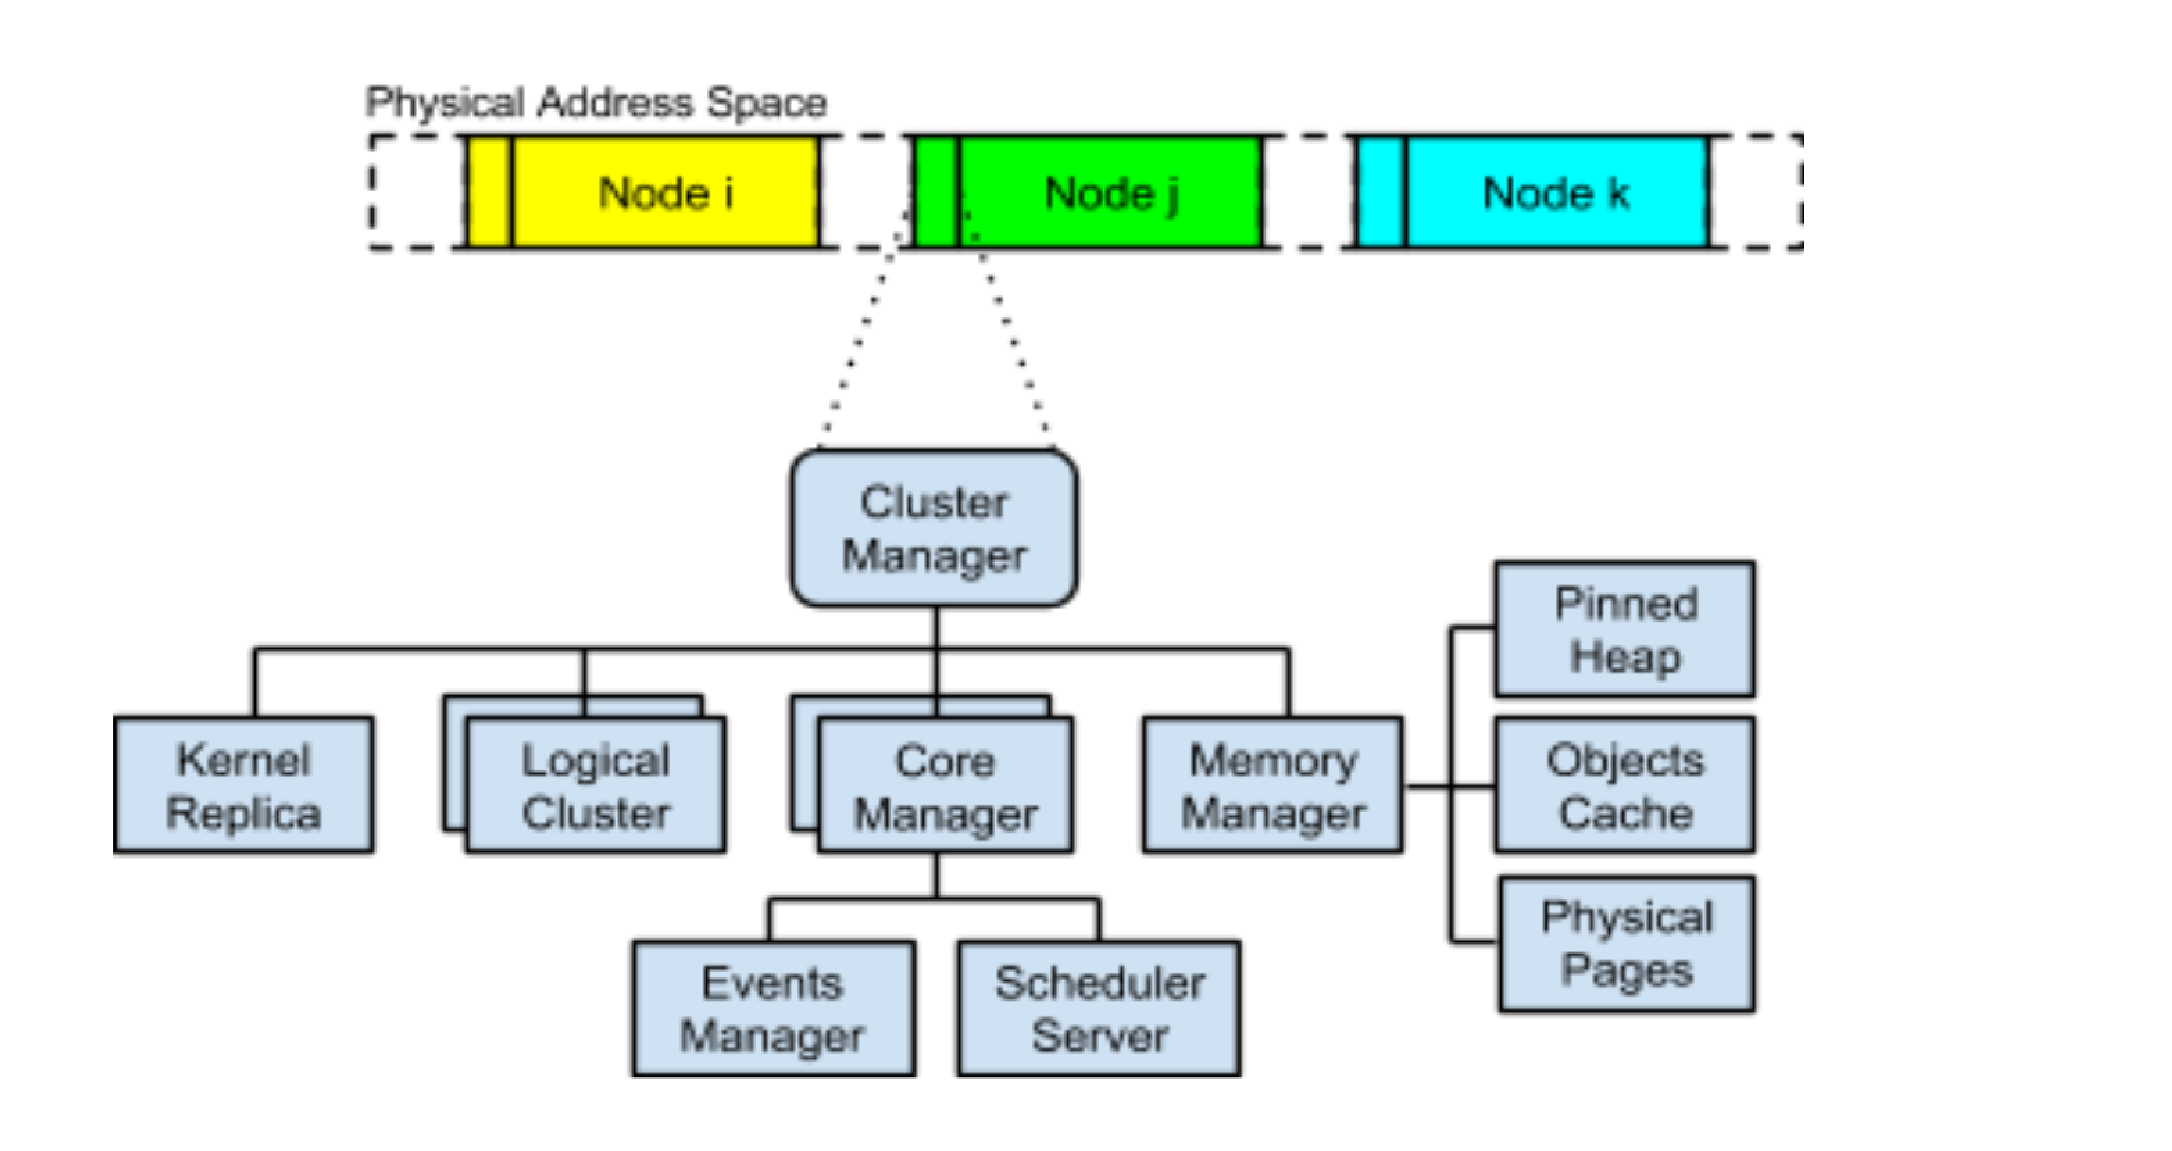 Physical Address Space
Node i
Node j
Node k
Cluster
Manager
Kernel
Replica
Logical
Cluster
Core
Manager
Memory
Manager
Pinned
Heap
Objects
Cache
Physical
Pages
Events
Manager
Scheduler
Server